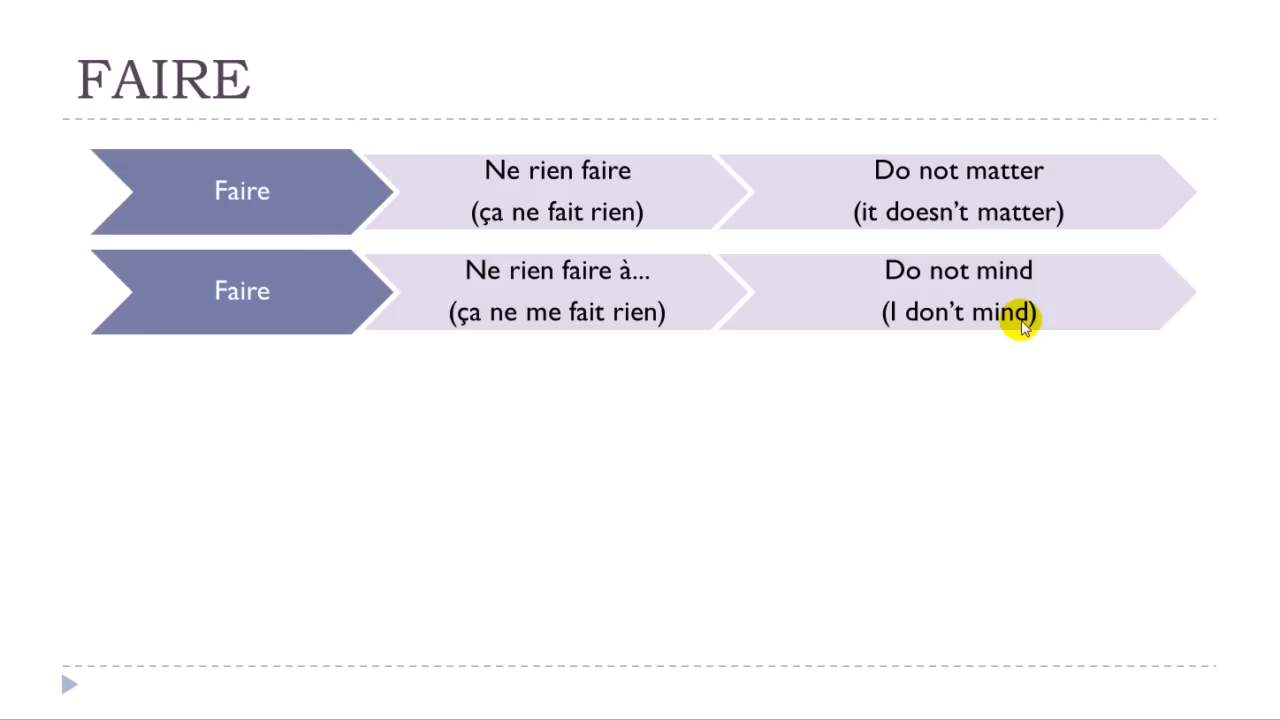 FAIRE
Faire
Ne rien faire
(ça ne fait rien)
Do not matter
(it doesn’t matter)
Faire
Ne rien faire à...
(ça ne me fait rien)
Do not mind
(I don’t mind)